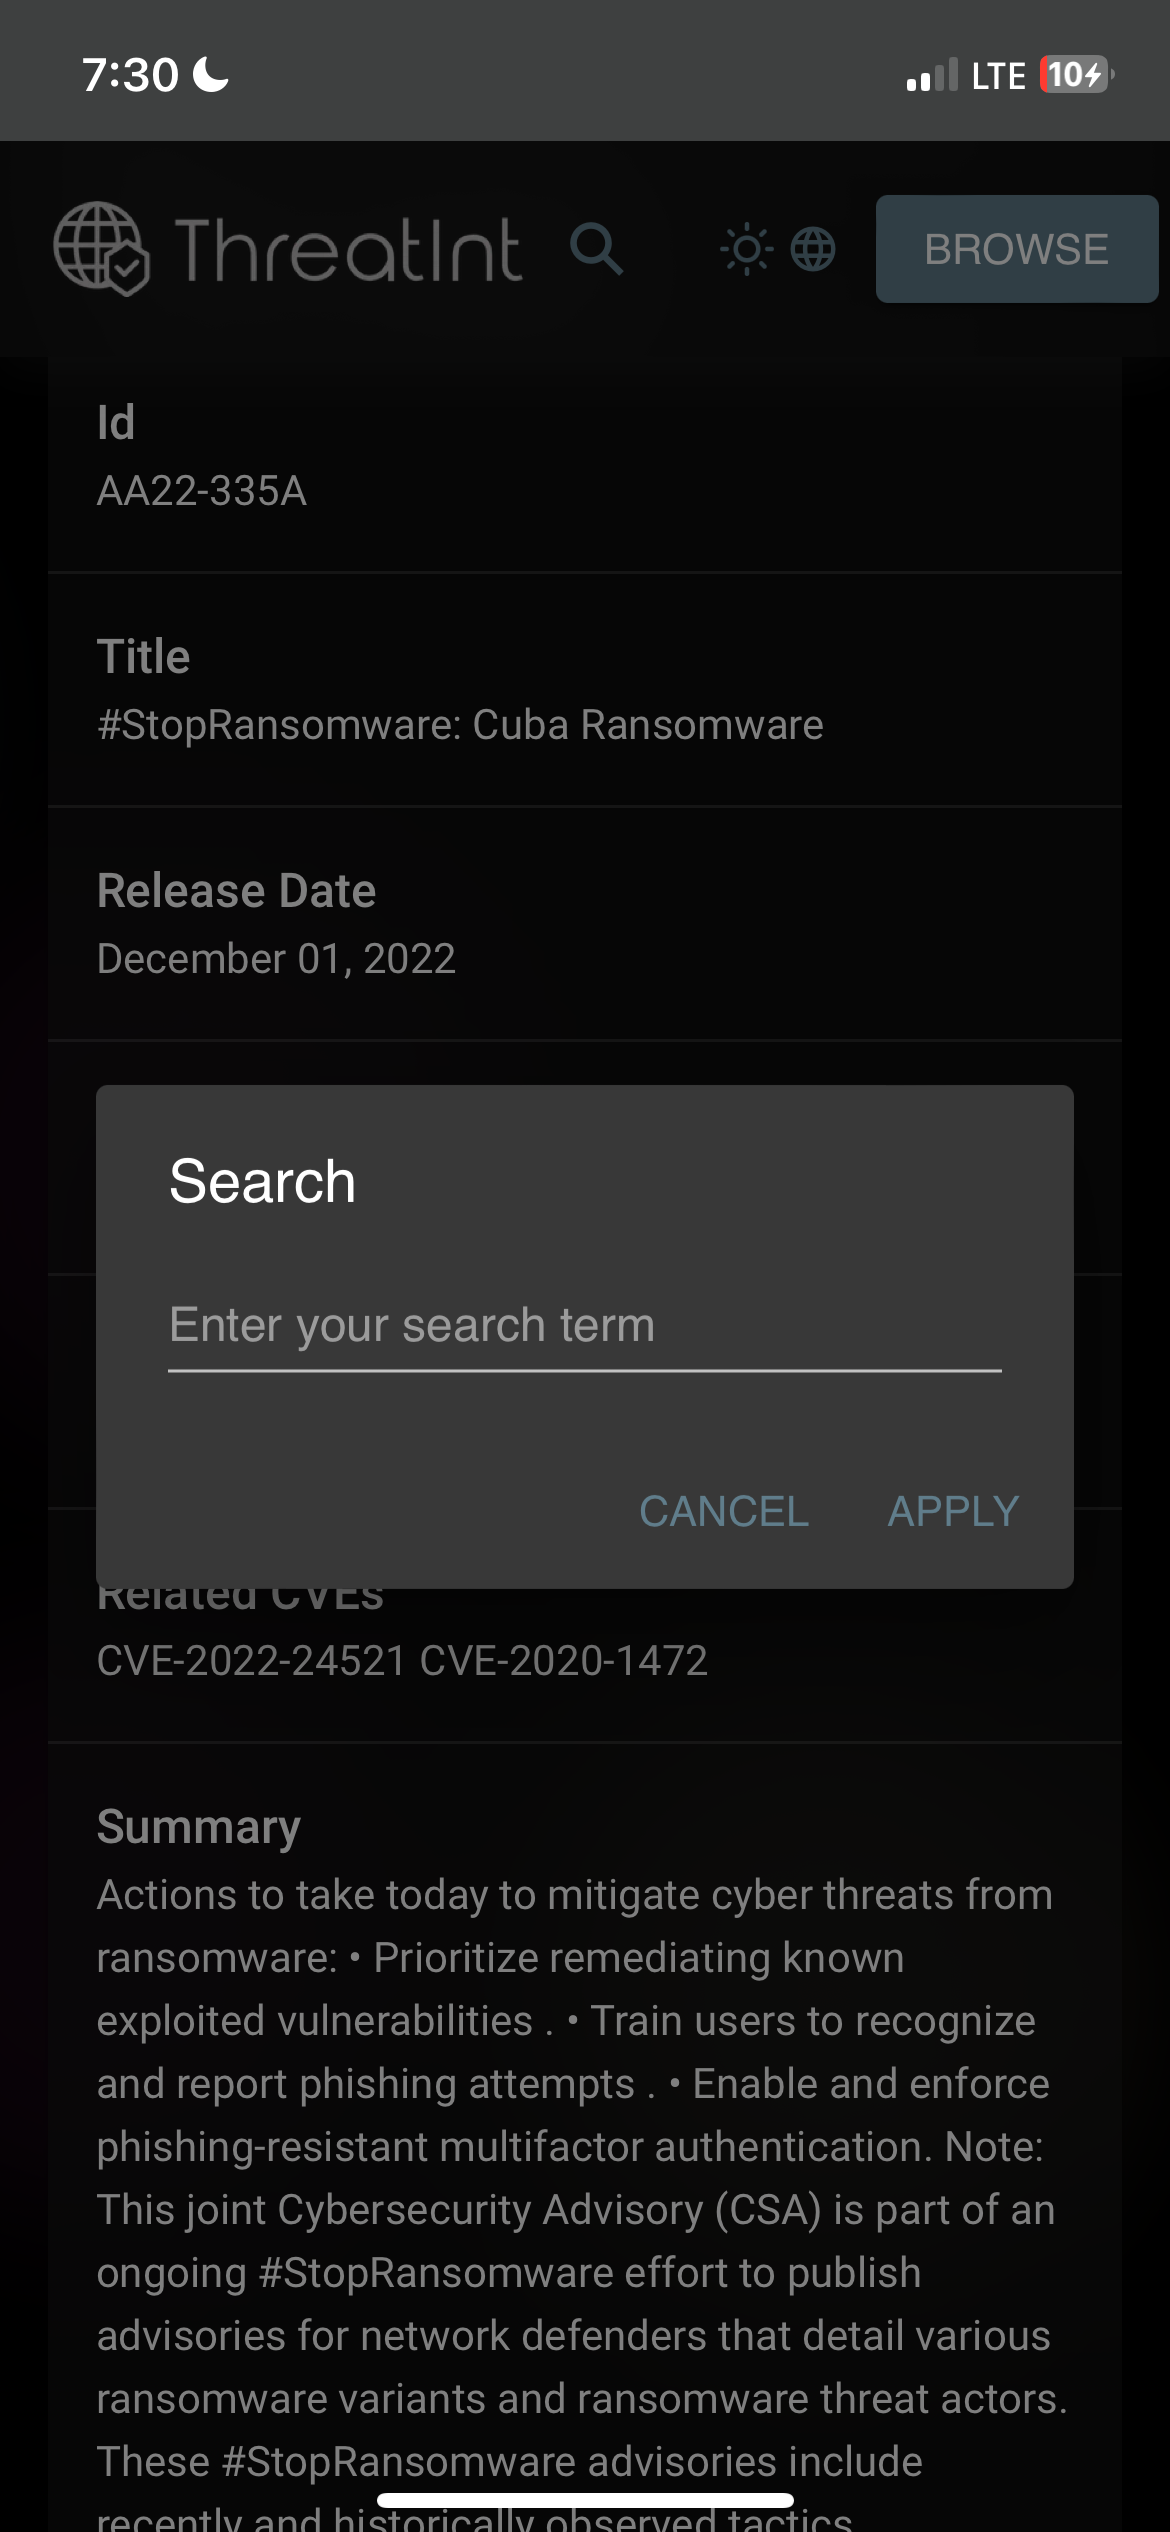 7:30
LTE 10
ThreatInt
BROWSE
Id
AA22-335A
Title
#StopRansomware: Cuba Ransomware
Release Date
December 01, 2022
Search
Enter your search term
CANCEL APPLY
Related CVEs
CVE-2022-24521 CVE-2020-1472
Summary
Actions to take today to mitigate cyber threats from
ransomware: • Prioritize remediating known
exploited vulnerabilities . • Train users to recognize
and report phishing attempts . • Enable and enforce
phishing-resistant multifactor authentication. Note:
This joint Cybersecurity Advisory (CSA) is part of an
ongoing #StopRansomware effort to publish
advisories for network defenders that detail various
ransomware variants and ransomware threat actors.
These #StopRansomware advisories include
recently and historically observed tactics